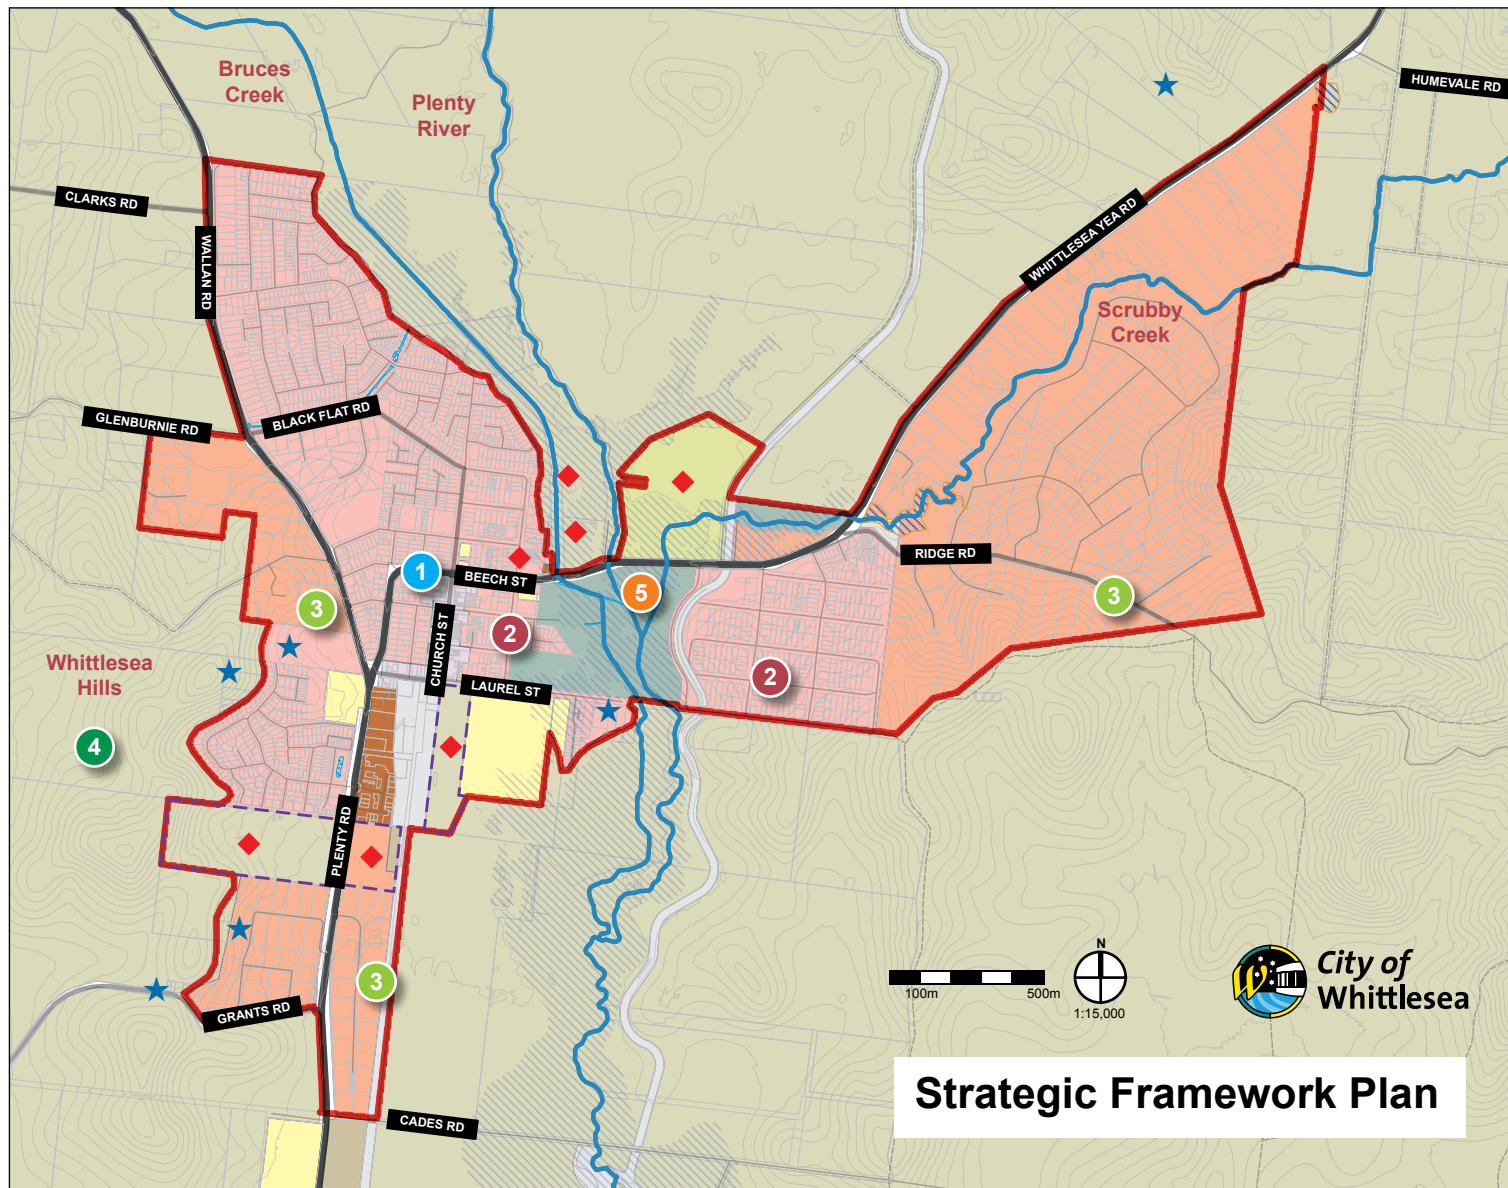 Bruces
Creek
Plenty
River
HUMEVALE RD
CLARKS RD
WALLAN RD
WHITTLESEA YEA RD
Scrubby
Creek
GLENBURNIE RD
BLACK FLAT RD
RIDGE RD
1
BEECH ST
5
3
3
CHURCH ST
2
Whittlesea
Hills
LAUREL ST
2
4
PLENTY RD
3
GRANTS RD
N
100m
500m
1:15,000
City of
Whittlesea
Strategic Framework Plan
CADES RD